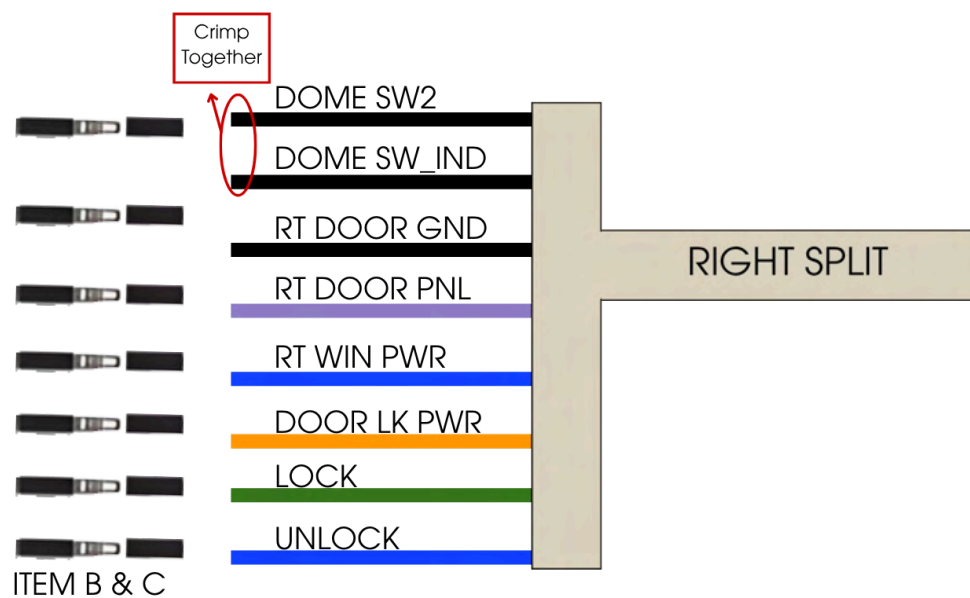 Crimp
Together
DOME SW2
DOME SW_IND
RT DOOR GND
RIGHT SPLIT
RT DOOR PNL
RT WIN PWR
DOOR LK PWR
LOCK
UNLOCK
ITEM B & C